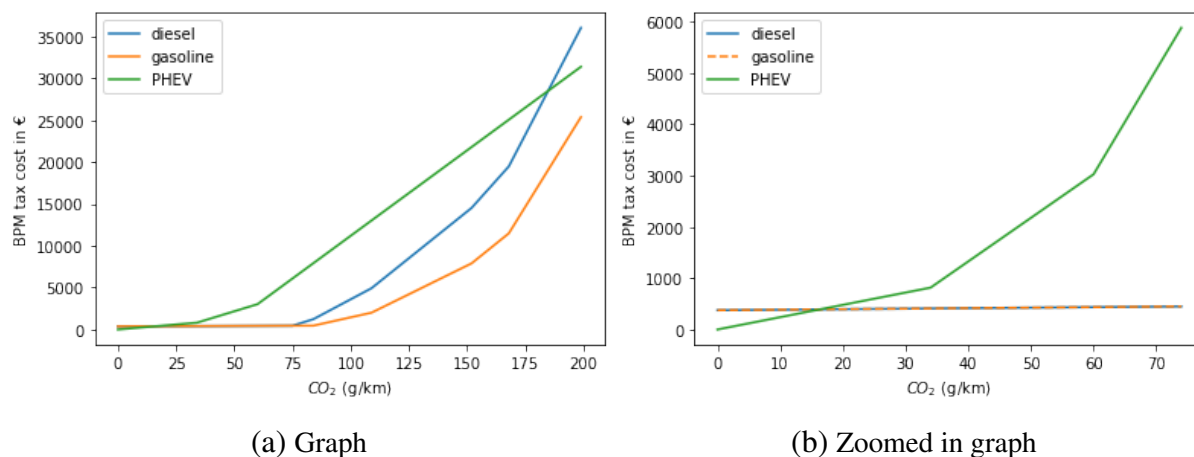 35000
30000
25000
20000
15000
10000
5000
0
BPM tax cost in €
diesel
gasoline
PHEV
0 25 50 75 100 125 150 175 200
CO₂ (g/km)
(a) Graph
6000
5000
4000
3000
2000
1000
0
BPM tax cost in €
diesel
gasoline
PHEV
0 10 20 30 40 50 60 70
CO₂ (g/km)
(b) Zoomed in graph